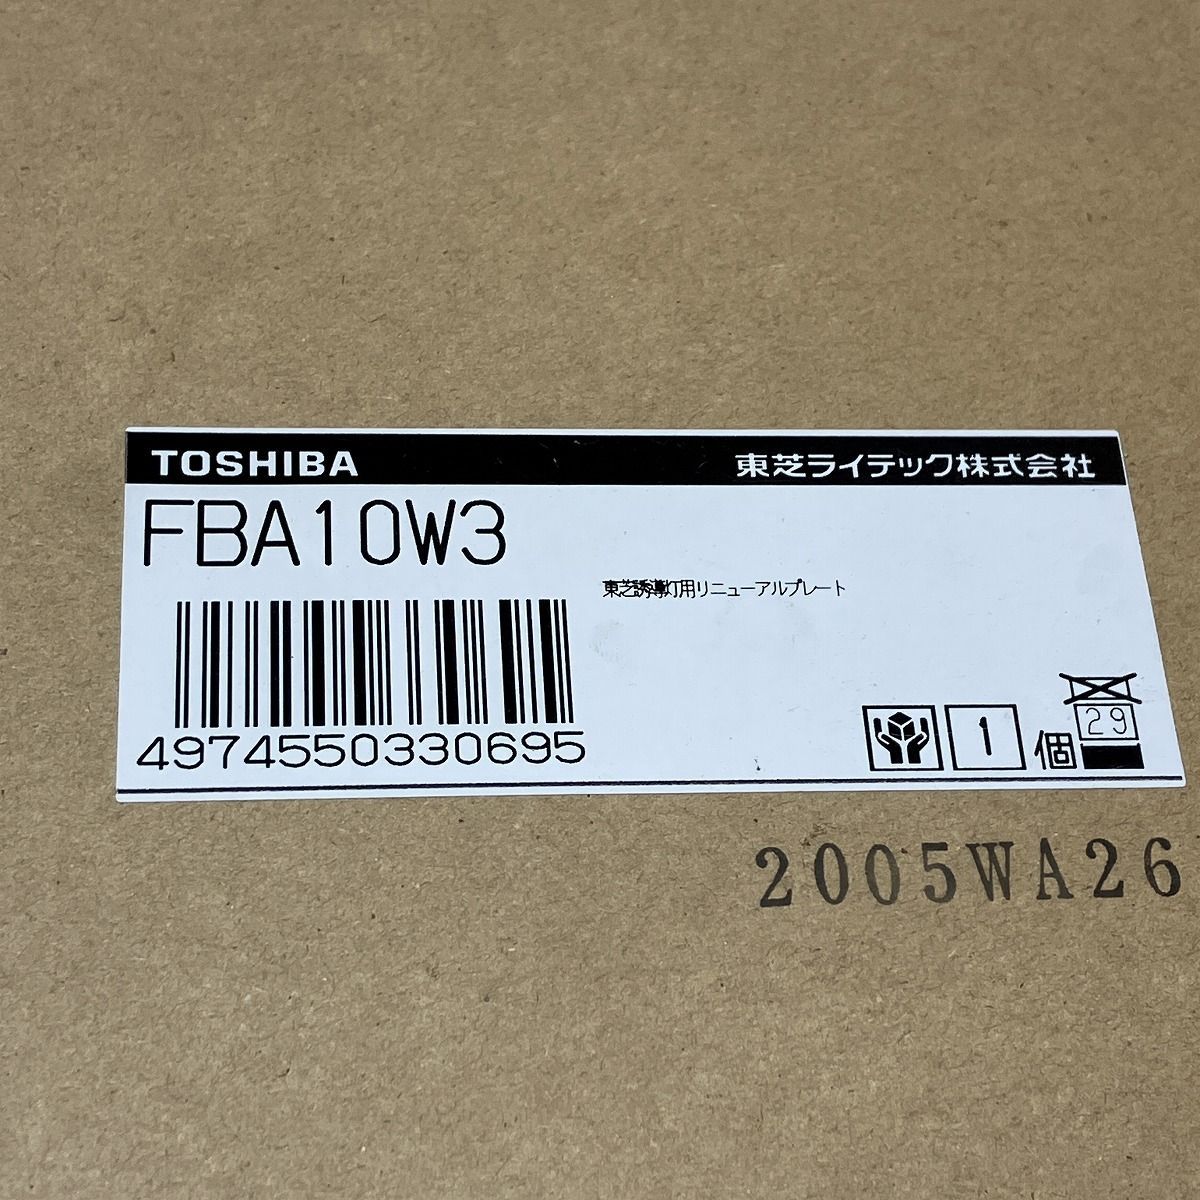 TOSHIBA 東芝ライテック株式会社
FBA10W3
東芝誘導灯用リニューアルプレート
4974550330695
1 個 29
2005WA26